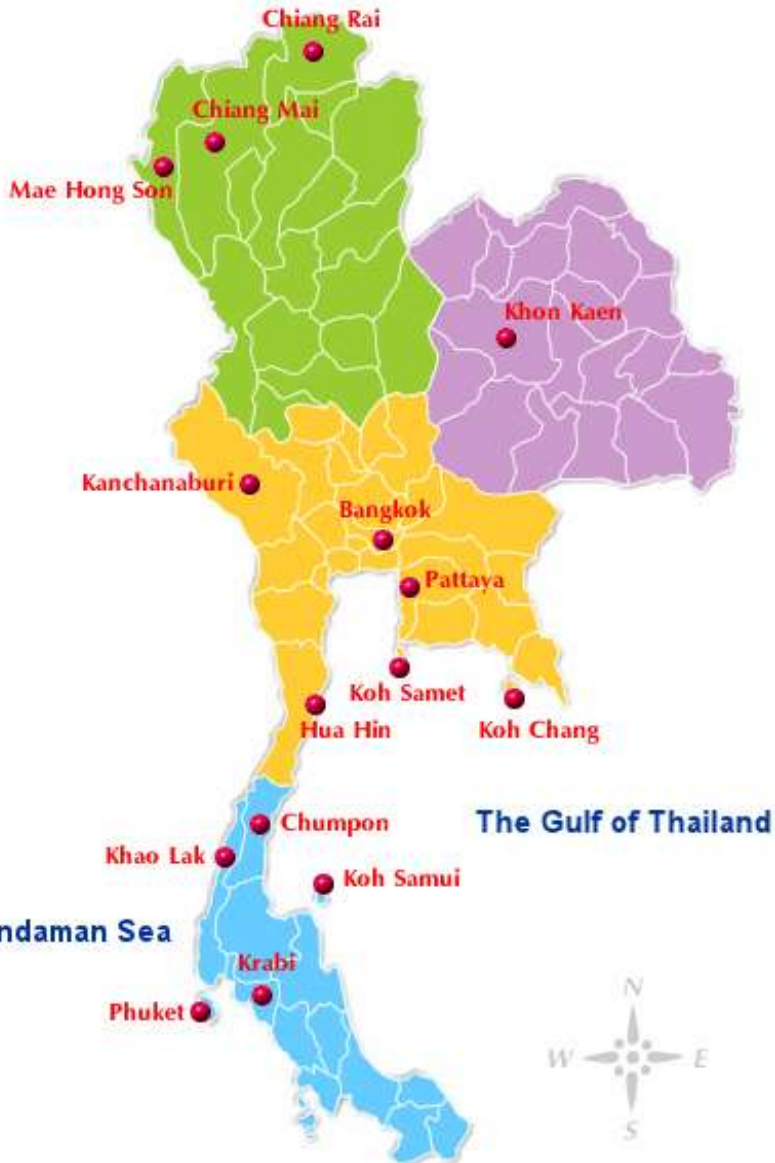 Chiang Rai
Chiang Mai
Mae Hong Son
Khon Kaen
Kanchanaburi
Bangkok
Pattaya
Koh Samet
Hua Hin
Koh Chang
Chumpon
The Gulf of Thailand
Khao Lak
Koh Samui
ndaman Sea
Krabi
Phuket
N
W E
S